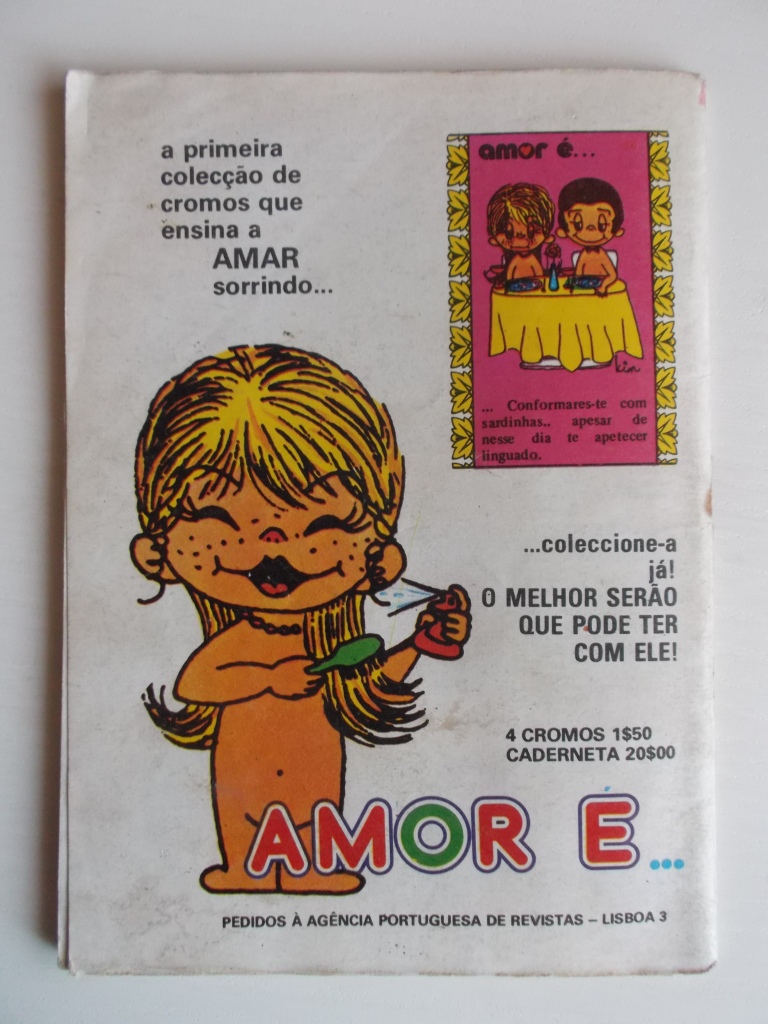 a primeira
colecção de
cromos que
ensina a
AMAR
sorrindo...
amor é...
kim
... Conformares-te com
sardinhas.. apesar de
nesse dia te apetecer
linguado.
...coleccione-a
já!
O MELHOR SERÃO
QUE PODE TER
COM ELE!
4 CROMOS 1$50
CADERNETA 20$00
AMOR É...
PEDIDOS À AGÊNCIA PORTUGUESA DE REVISTAS – LISBOA 3